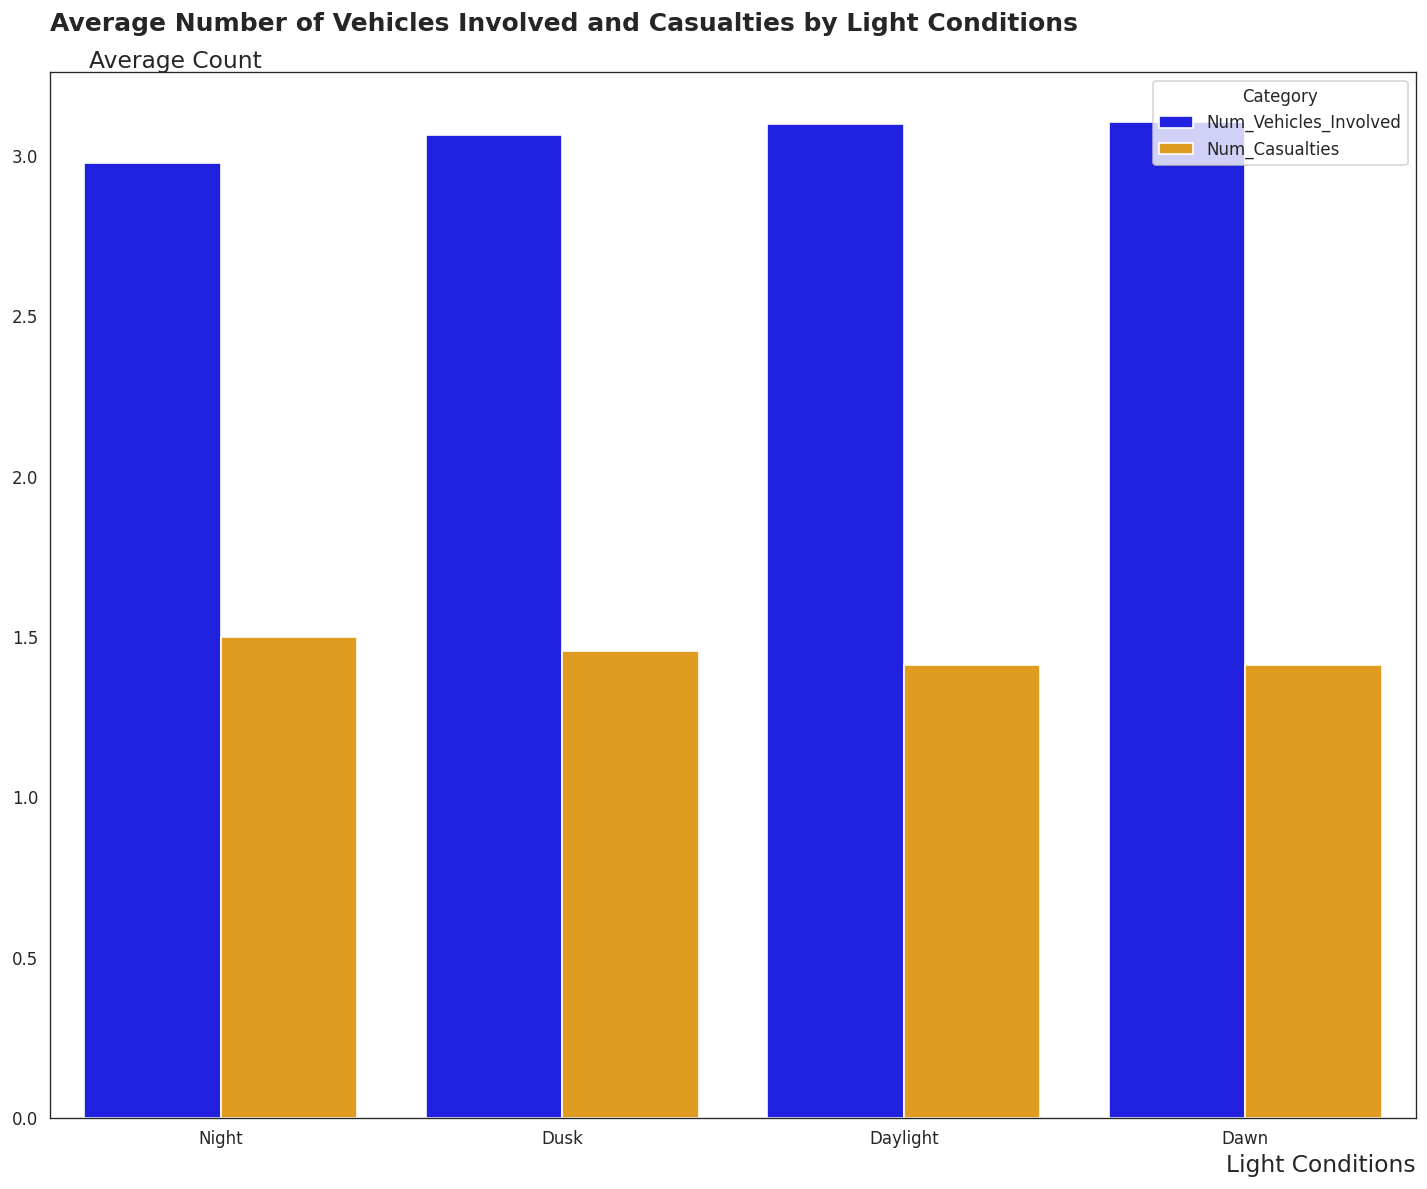 Average Number of Vehicles Involved and Casualties by Light Conditions
Average Count
Category
Num_Vehicles_Involved
Num_Casualties
3.0
2.5
2.0
1.5
1.0
0.5
0.0
Night Dusk Daylight Dawn
Light Conditions